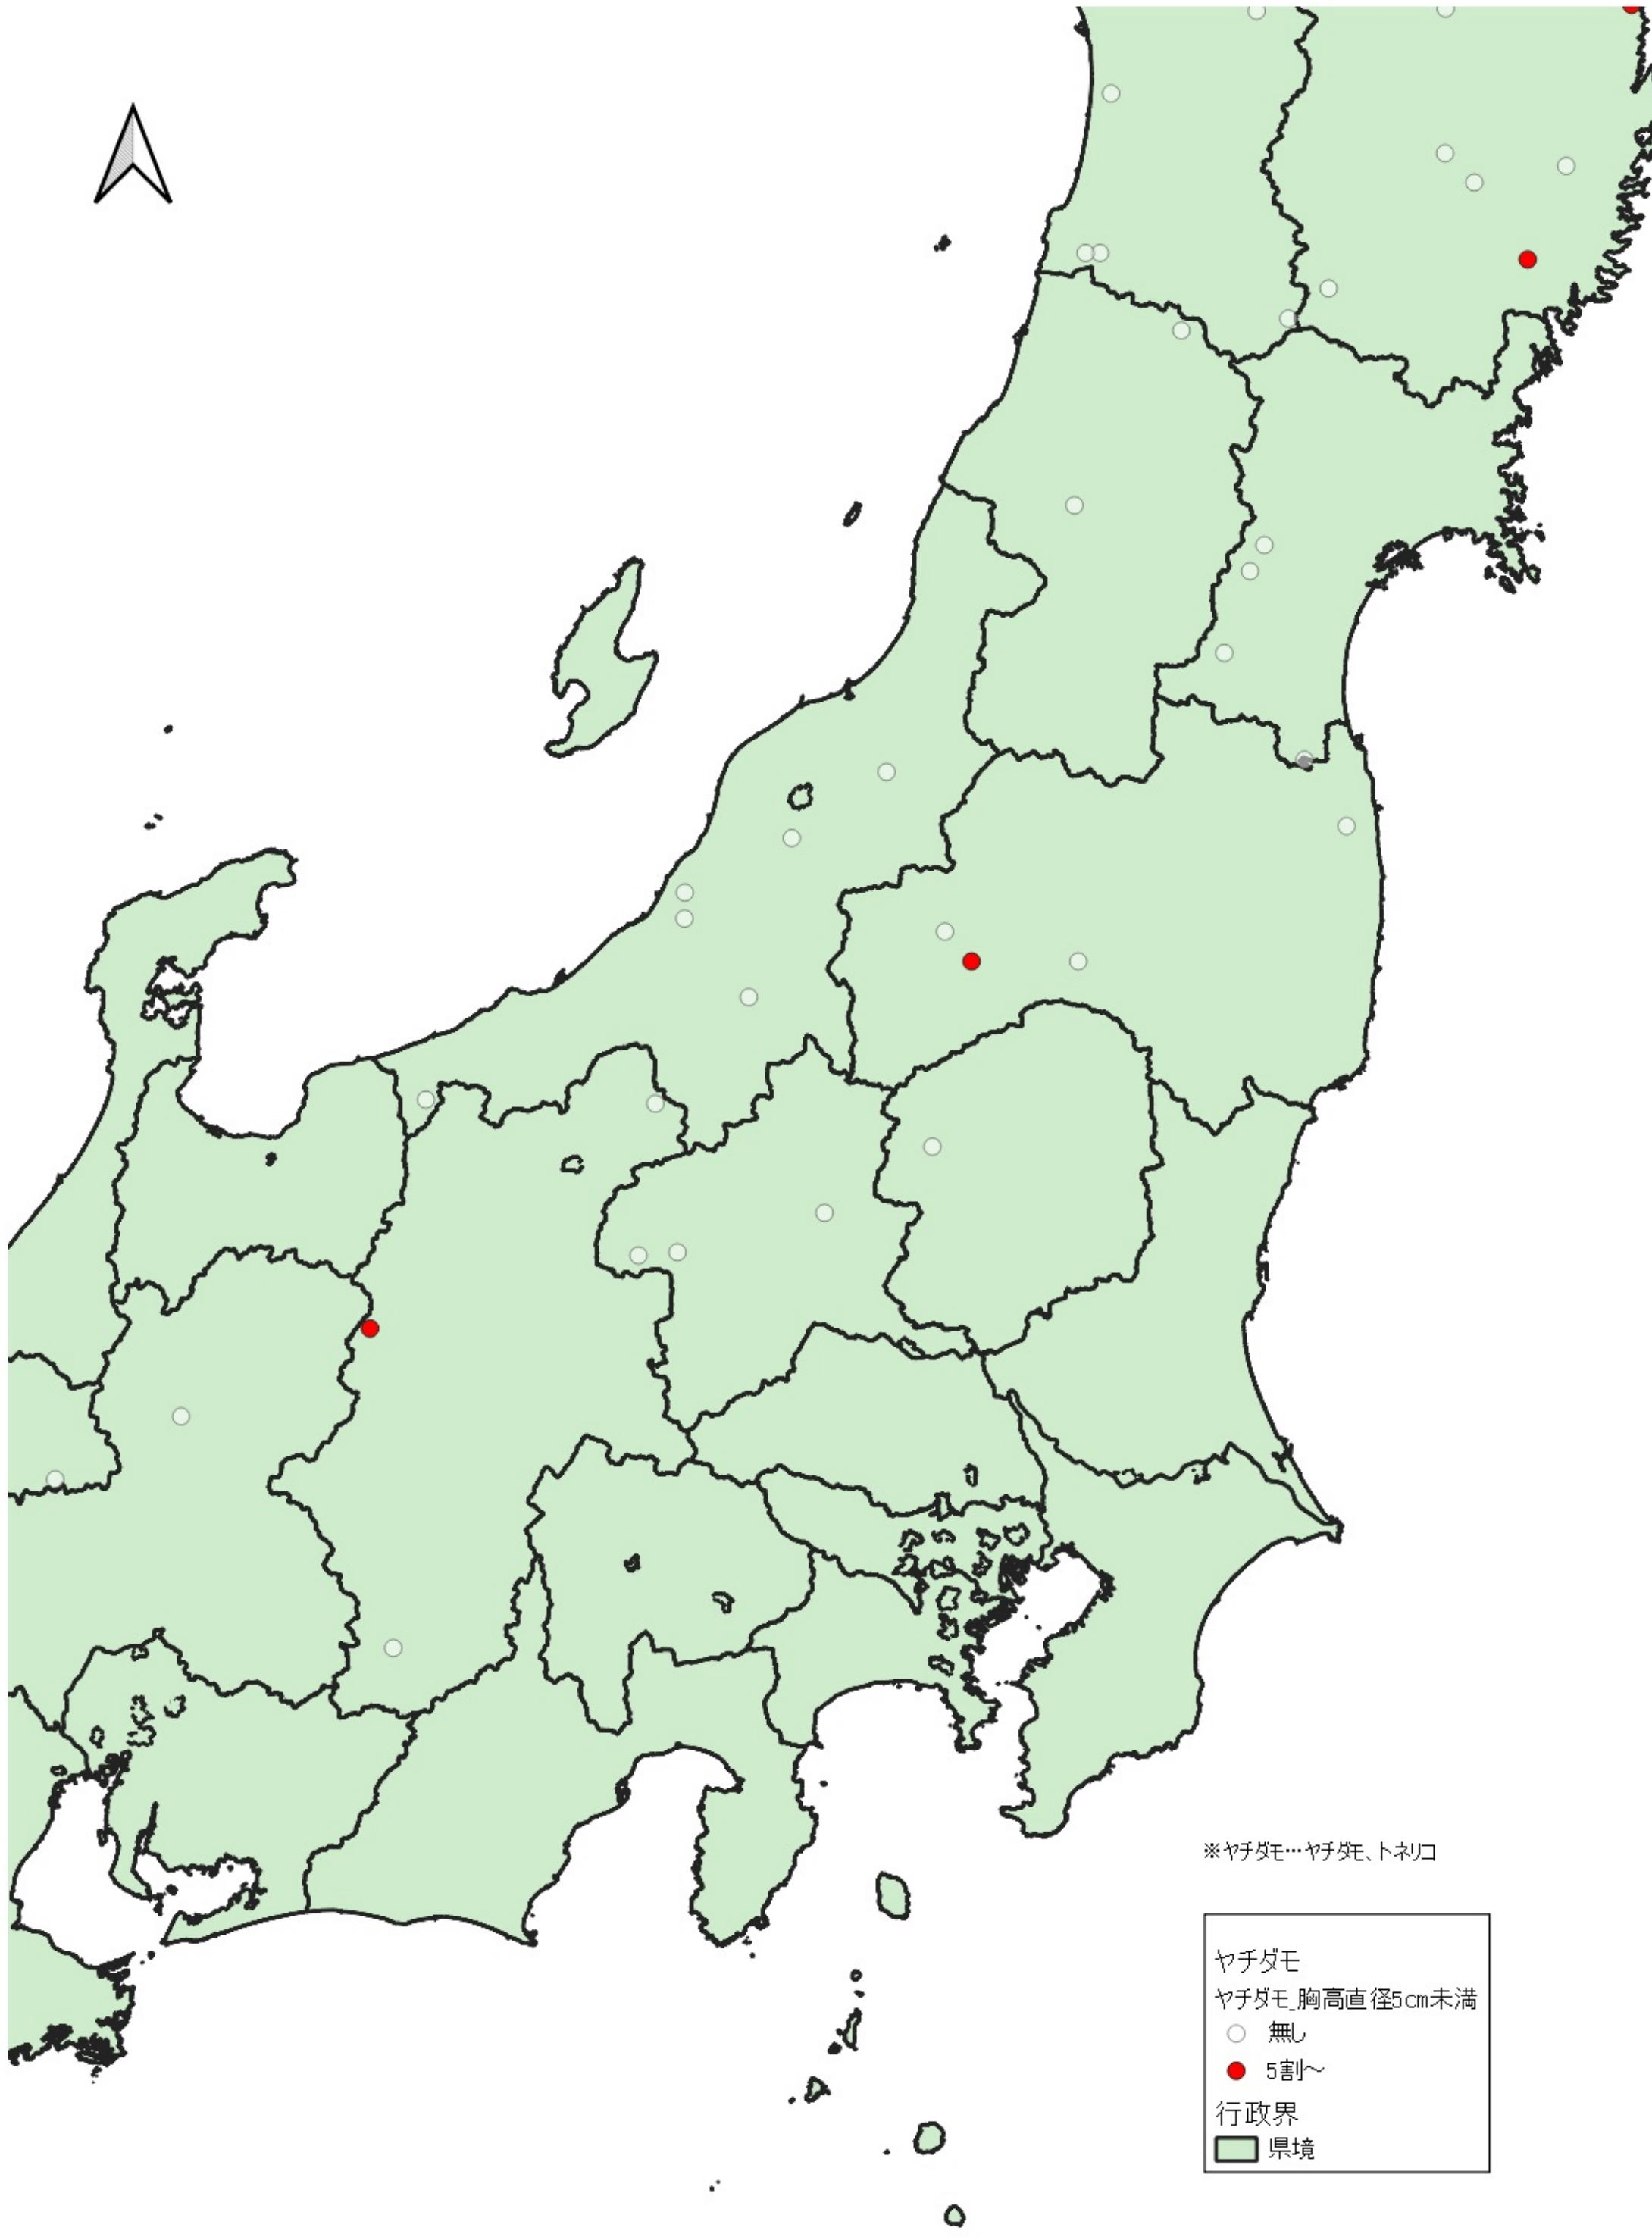 ※ヤチダモ…ヤチダモ、トネリコ
ヤチダモ
ヤチダモ_胸高直径5cm未満
無し
5割～
行政界
県境